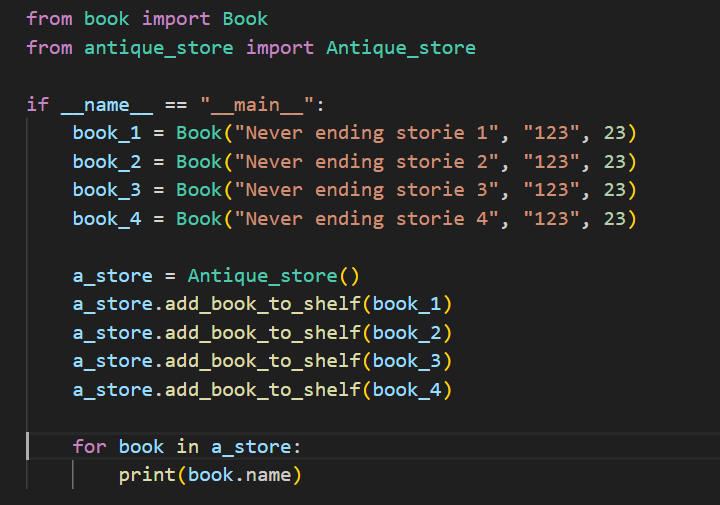 from book import Book
from antique_store import Antique_store
if __name__ == "__main__":
book_1 = Book("Never ending storie 1", "123", 23)
book_2 = Book("Never ending storie 2", "123", 23)
book_3 = Book("Never ending storie 3", "123", 23)
book_4 = Book("Never ending storie 4", "123", 23)
a_store = Antique_store()
a_store.add_book_to_shelf(book_1)
a_store.add_book_to_shelf(book_2)
a_store.add_book_to_shelf(book_3)
a_store.add_book_to_shelf(book_4)
for book in a_store:
print(book.name)